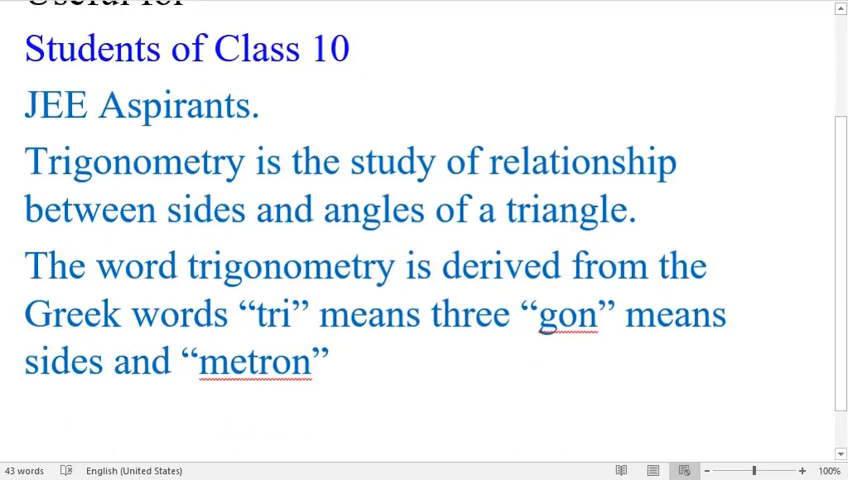 Useful for
Students of Class 10
JEE Aspirants.
Trigonometry is the study of relationship
between sides and angles of a triangle.
The word trigonometry is derived from the
Greek words “tri” means three “gon” means
sides and “metron”
43 words English (United States) 100%